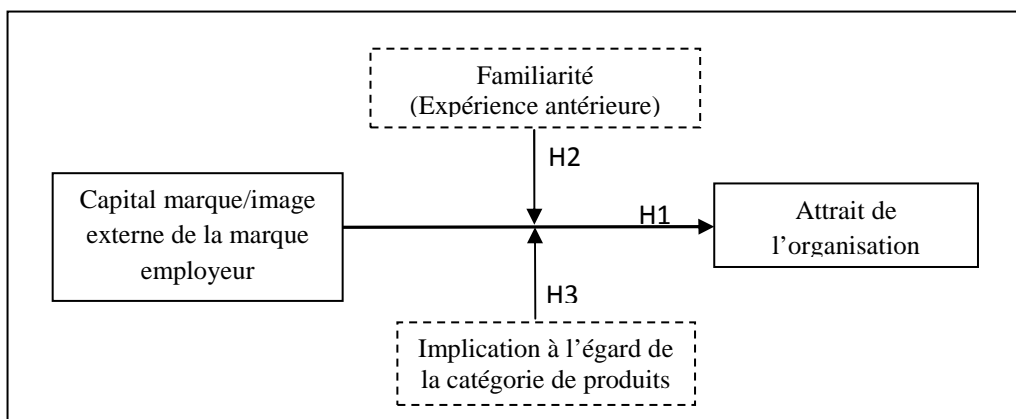 Familiarité
(Expérience antérieure)
H2
Capital marque/image
externe de la marque
employeur
H1
Attrait de
l’organisation
H3
Implication à l’égard de
la catégorie de produits